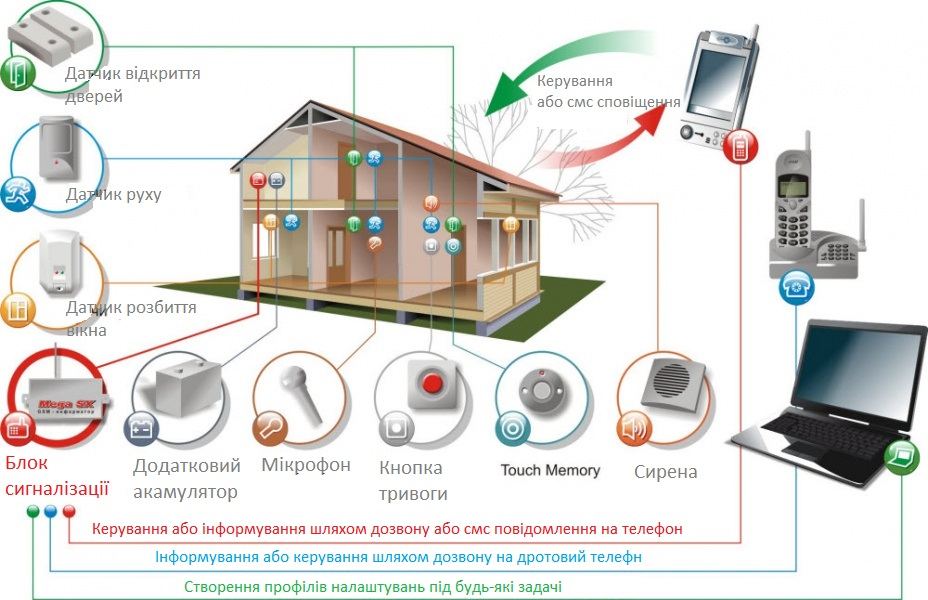 Датчик відкриття
дверей
Керування
або смс сповіщення
Датчик руху
Датчик розбиття
вікна
Mega SX
GSM - информатор
Блок
сигналізації
Додатковий
акамулятор
Мікрофон
Кнопка
тривоги
Touch Memory
Сирена
Керування або інформування шляхом дозвону або смс повідомлення на телефон
Інформування або керування шляхом дозвону на дротовий телефн
Створення профілів налаштувань під будь-які задачі